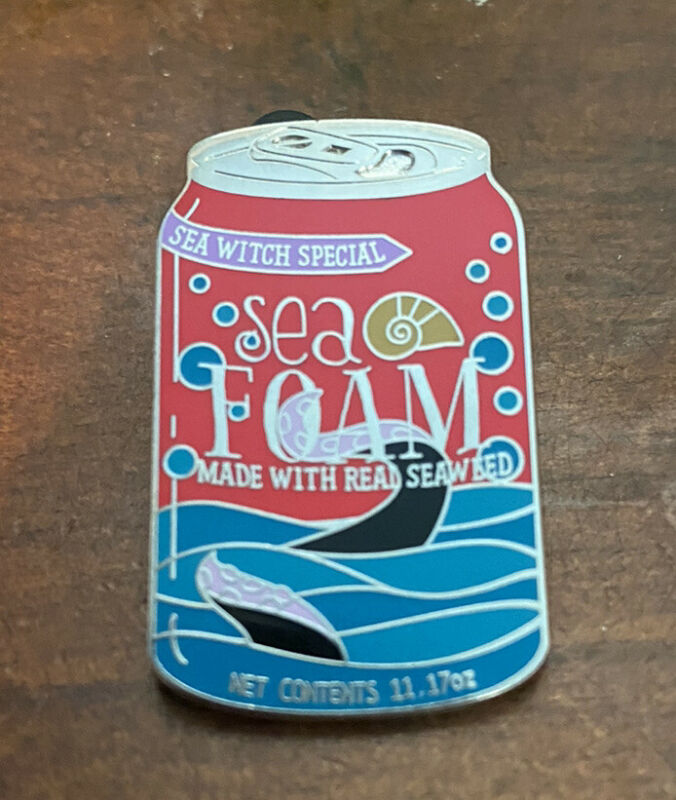 SEA WITCH SPECIAL
sea
FOAM
MADE WITH REAL SEAWEED
NET CONTENTS 11.17oz